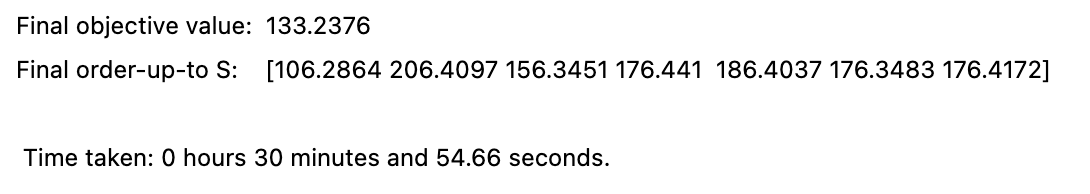 Final objective value: 133.2376
Final order-up-to S: [106.2864 206.4097 156.3451 176.441 186.4037 176.3483 176.4172]
Time taken: 0 hours 30 minutes and 54.66 seconds.